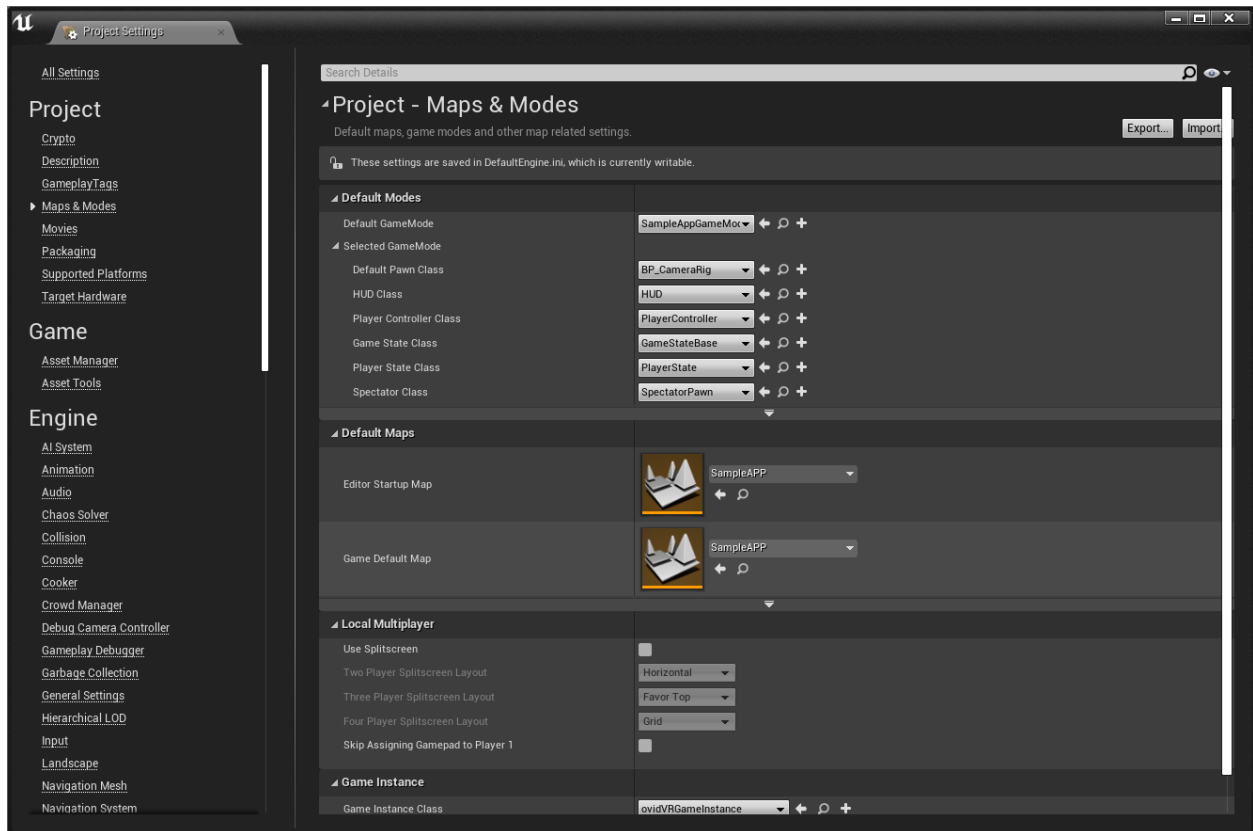 Project Settings
All Settings
Project
Crypto
Description
GameplayTags
Maps & Modes
Movies
Packaging
Supported Platforms
Target Hardware
Game
Asset Manager
Asset Tools
Engine
AI System
Animation
Audio
Chaos Solver
Collision
Console
Cooker
Crowd Manager
Debug Camera Controller
Gameplay Debugger
Garbage Collection
General Settings
Hierarchical LOD
Input
Landscape
Navigation Mesh
Navigation System
Search Details
Project - Maps & Modes
Default maps, game modes and other map related settings.
Export... Import
These settings are saved in DefaultEngine.ini, which is currently writable.
Default Modes
Default GameMode SampleAppGameMoc
Selected GameMode
Default Pawn Class BP_CameraRig
HUD Class HUD
Player Controller Class PlayerController
Game State Class GameStateBase
Player State Class PlayerState
Spectator Class SpectatorPawn
Default Maps
Editor Startup Map SampleAPP
Game Default Map SampleAPP
Local Multiplayer
Use Splitscreen
Two Player Splitscreen Layout Horizontal
Three Player Splitscreen Layout Favor Top
Four Player Splitscreen Layout Grid
Skip Assigning Gamepad to Player 1
Game Instance
Game Instance Class ovidVRGameInstance